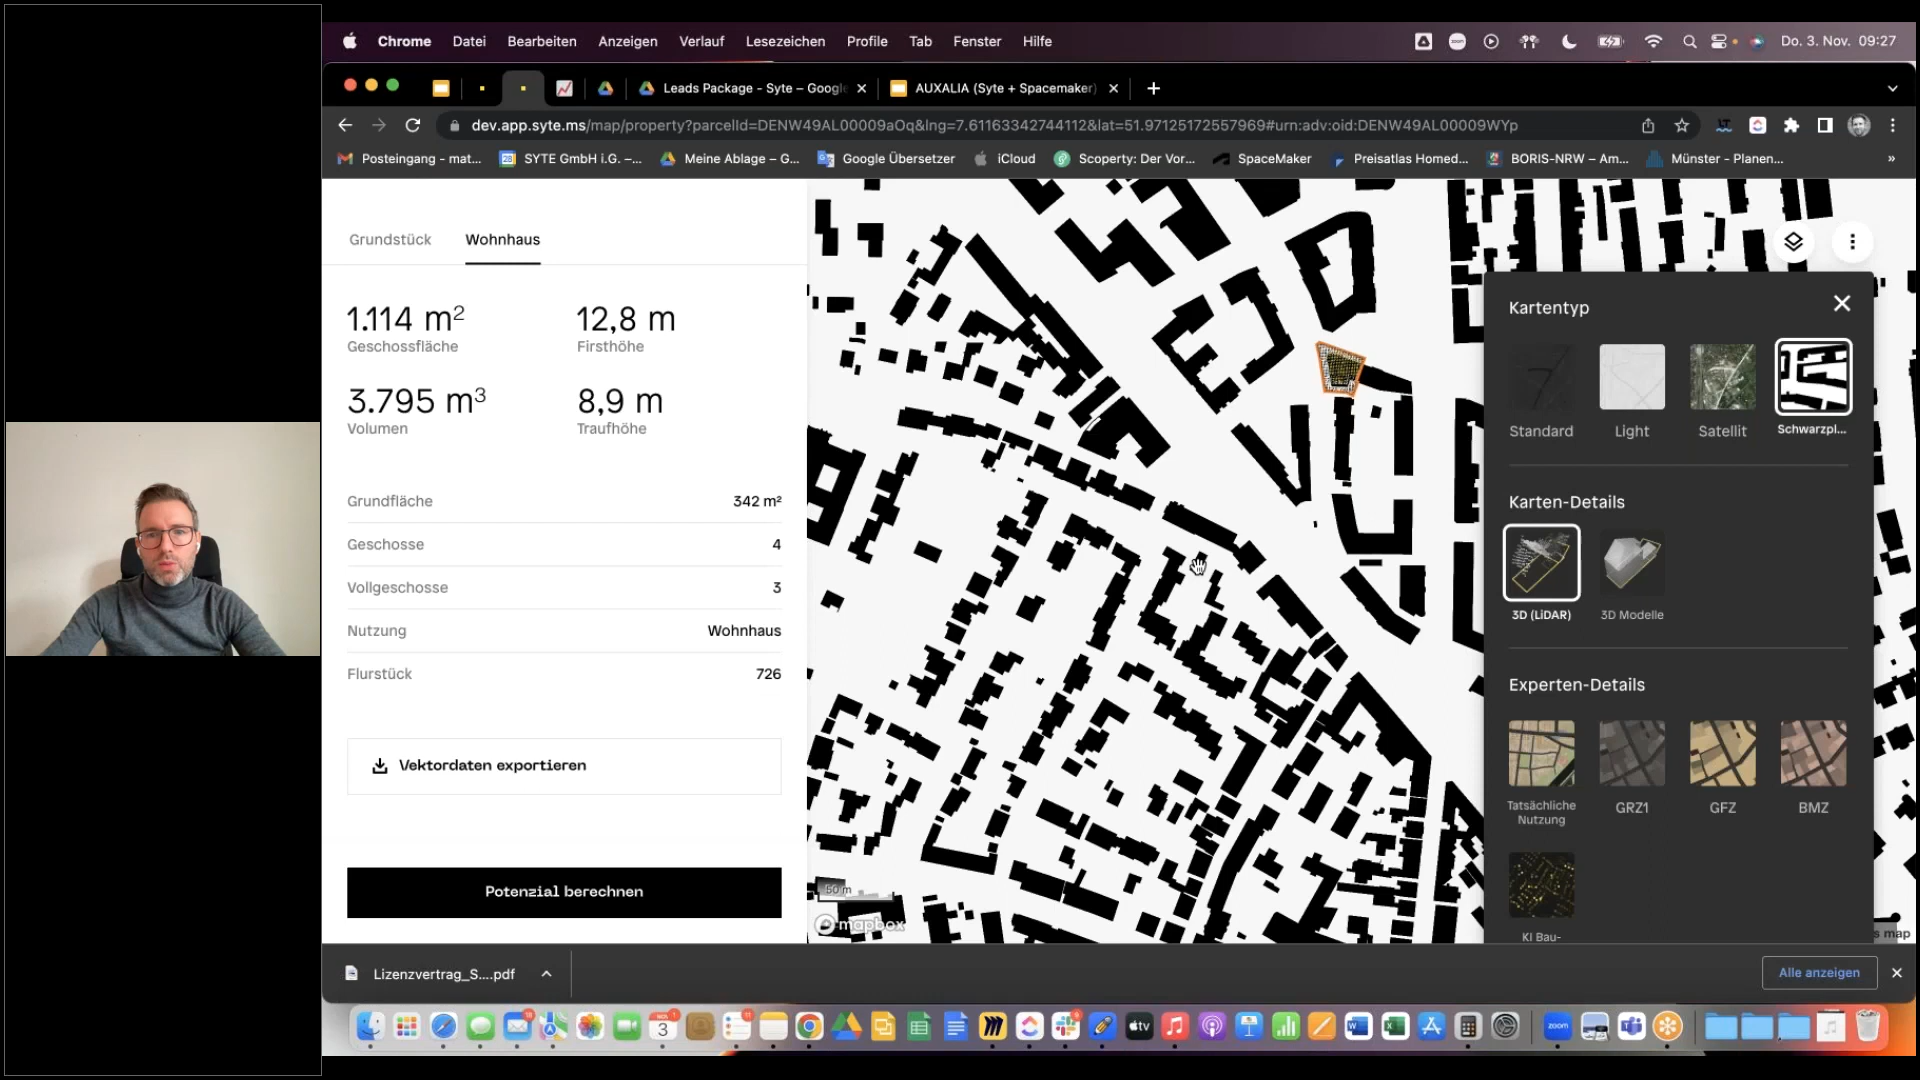 Chrome Datei Bearbeiten Anzeigen Verlauf Lesezeichen Profile Tab Fenster Hilfe
Do. 3. Nov. 09:27
Leads Package - Syte – Google
AUXALIA (Syte + Spacemaker)
dev.app.syte.ms/map/property?parcelId=DENW49AL00009aOq&lng=7.61163342744112&lat=51.97125172557969#urn:adv:oid:DENW49AL00009WYp
Posteingang - mat... SYTE GmbH i.G. –... Meine Ablage – G... Google Übersetzer iCloud Scoperty: Der Vor... SpaceMaker Preisatlas Homed... BORIS-NRW – Am... Münster - Planen... »
Grundstück Wohnhaus
1.114 m² 12,8 m
Geschossfläche Firsthöhe
3.795 m³ 8,9 m
Volumen Traufhöhe
Grundfläche 342 m²
Geschosse 4
Vollgeschosse 3
Nutzung Wohnhaus
Flurstück 726
Vektordaten exportieren
Potenzial berechnen
50 m
mapbox
Kartentyp
Standard Light Satellit Schwarzpl...
Karten-Details
3D (LiDAR) 3D Modelle
Experten-Details
Tatsächliche Nutzung GRZ1 GFZ BMZ
KI Bau-
s map
Lizenzvertrag_S....pdf
Alle anzeigen
3
zoom
tv